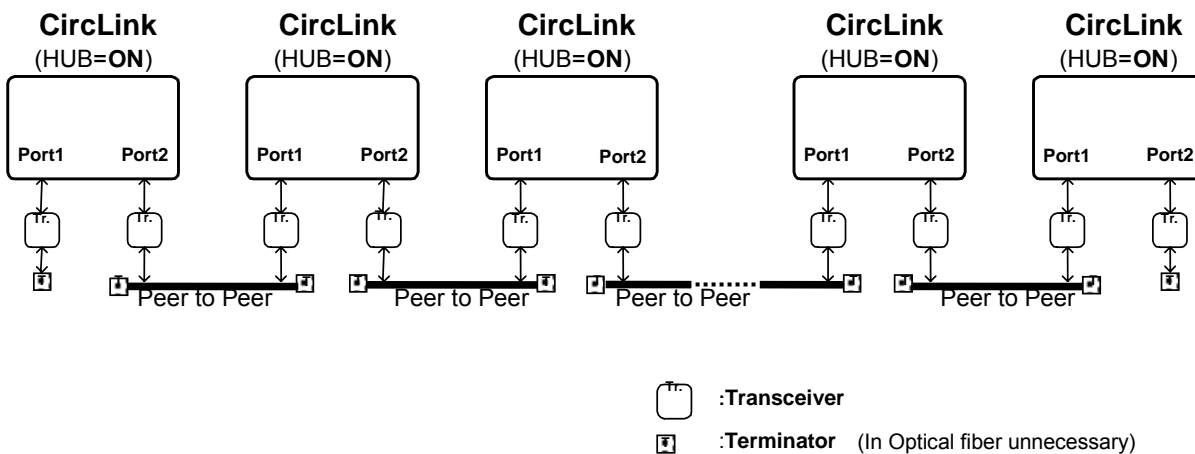 CircLink CircLink CircLink CircLink CircLink
(HUB=ON) (HUB=ON) (HUB=ON) (HUB=ON) (HUB=ON)
Port1 Port2 Port1 Port2 Port1 Port2 Port1 Port2 Port1 Port2
Tr. Tr. Tr. Tr. Tr. Tr. Tr. Tr. Tr. Tr.
Peer to Peer Peer to Peer Peer to Peer Peer to Peer
Tr. :Transceiver
:Terminator (In Optical fiber unnecessary)